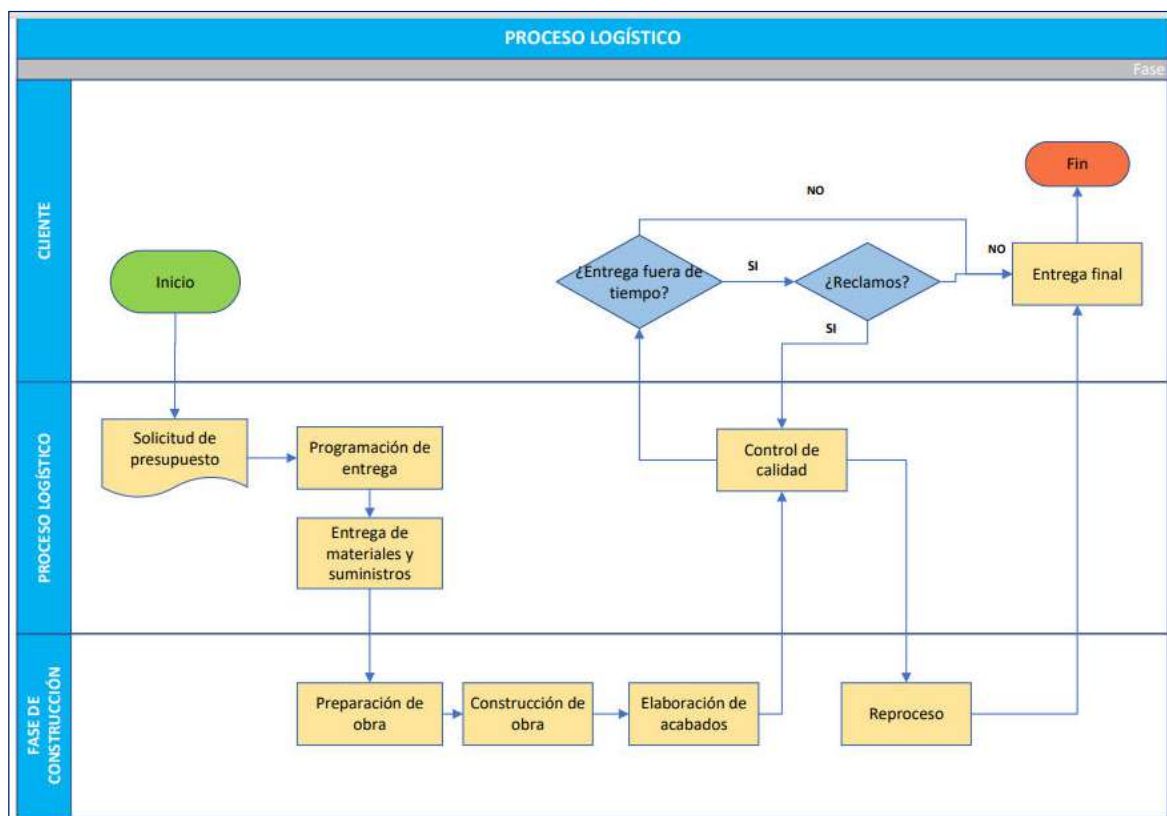 PROCESO LOGÍSTICO
Fase
CLIENTE
Inicio
¿Entrega fuera de
tiempo?
NO
SI
¿Reclamos?
SI
NO
Entrega final
Fin
PROCESO LOGÍSTICO
Solicitud de
presupuesto
Programación de
entrega
Entrega de
materiales y
suministros
Control de
calidad
FASE DE
CONSTRUCCIÓN
Preparación de
obra
Construcción de
obra
Elaboración de
acabados
Reproceso